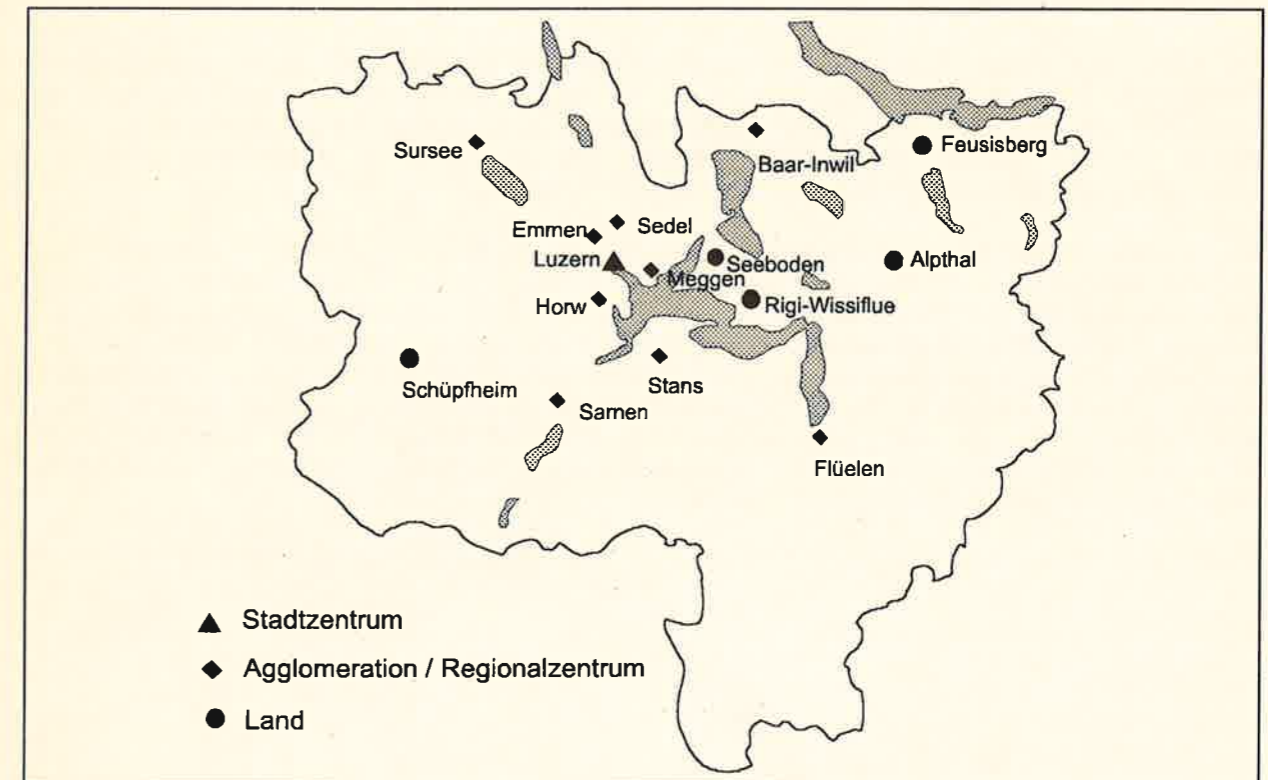 Sursee
Baar-Inwil
Feusisberg
Emmen
Sedel
Luzern
Seeboden
Alpthal
Meggen
Horw
Rigi-Wissiflue
Schüpfheim
Stans
Sarnen
Flüelen
Stadtzentrum
Agglomeration / Regionalzentrum
Land